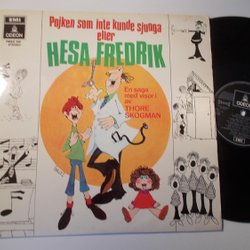 EMI
ODEON
Pojken som inte kunde sjunga
eller
HESA FREDRIK
En saga
med visor i
av
THORE
SKOGMAN